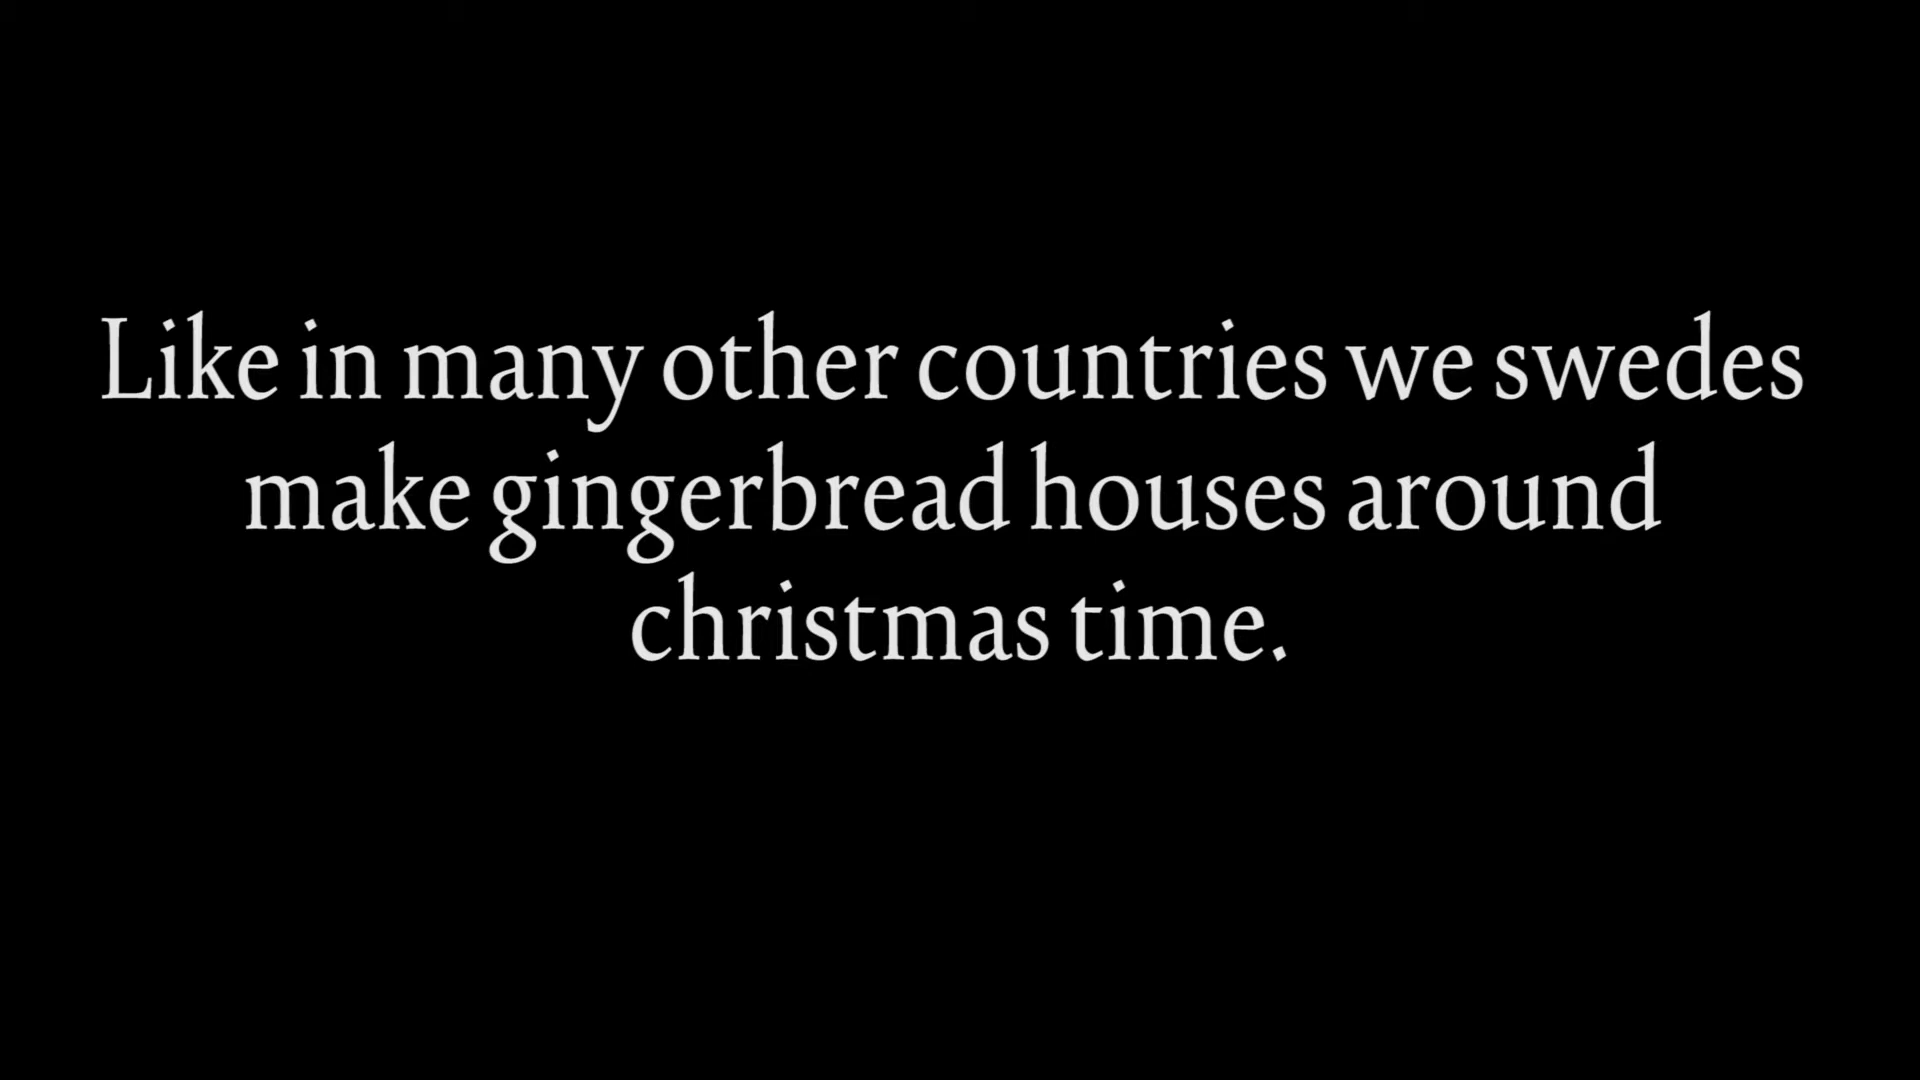 Like in many other countries we swedes
make gingerbread houses around
christmas time.